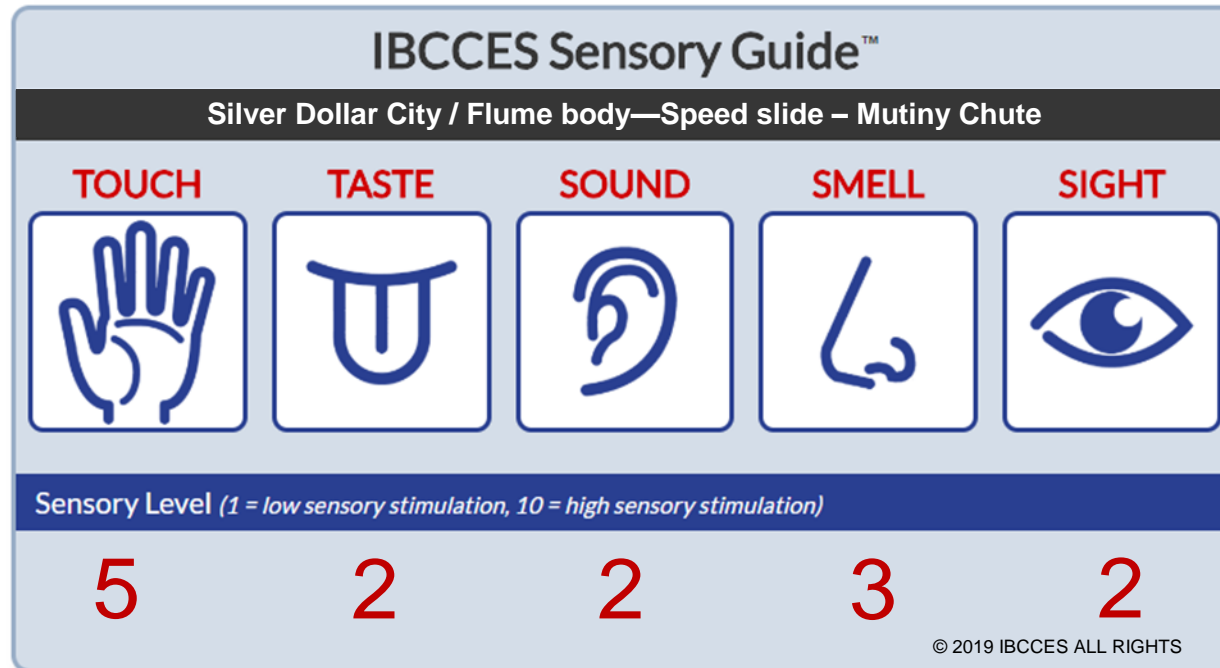 IBCCES Sensory Guide™
Silver Dollar City / Flume body—Speed slide – Mutiny Chute
TOUCH TASTE SOUND SMELL SIGHT
Sensory Level (1 = low sensory stimulation, 10 = high sensory stimulation)
5 2 2 3 2
© 2019 IBCCES ALL RIGHTS